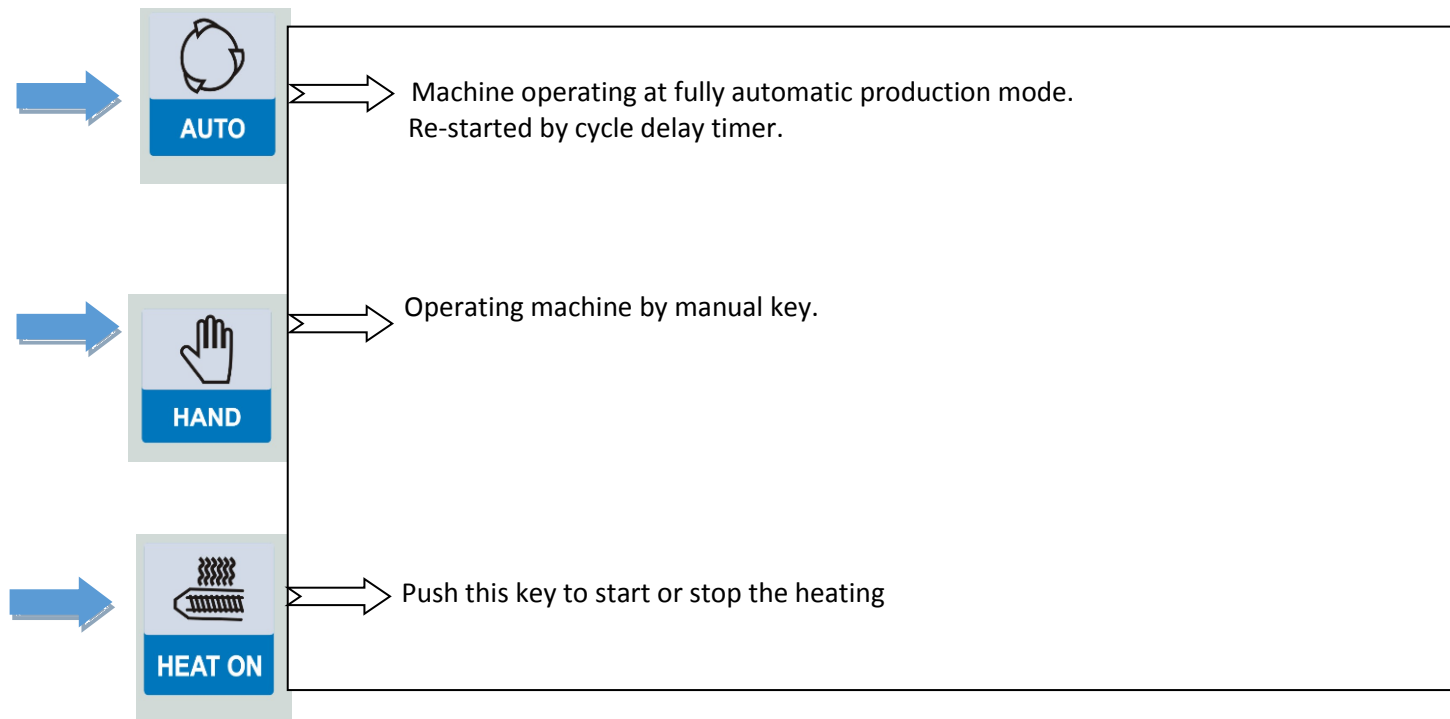 AUTO
Machine operating at fully automatic production mode.
Re-started by cycle delay timer.
HAND
Operating machine by manual key.
HEAT ON
Push this key to start or stop the heating